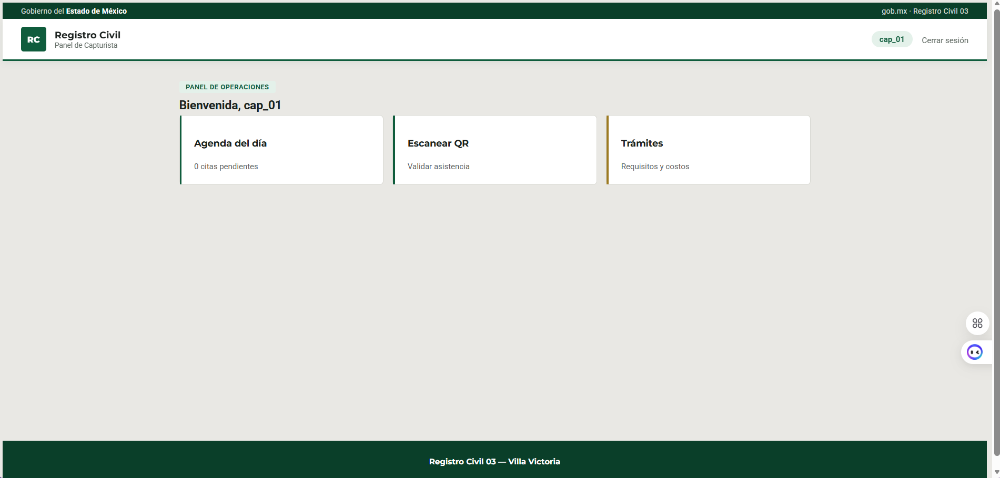 Gobierno del Estado de México
gob.mx · Registro Civil 03
RC
Registro Civil
Panel de Capturista
cap_01
Cerrar sesión
PANEL DE OPERACIONES
Bienvenida, cap_01
Agenda del día
0 citas pendientes
Escanear QR
Validar asistencia
Trámites
Requisitos y costos
Registro Civil 03 — Villa Victoria